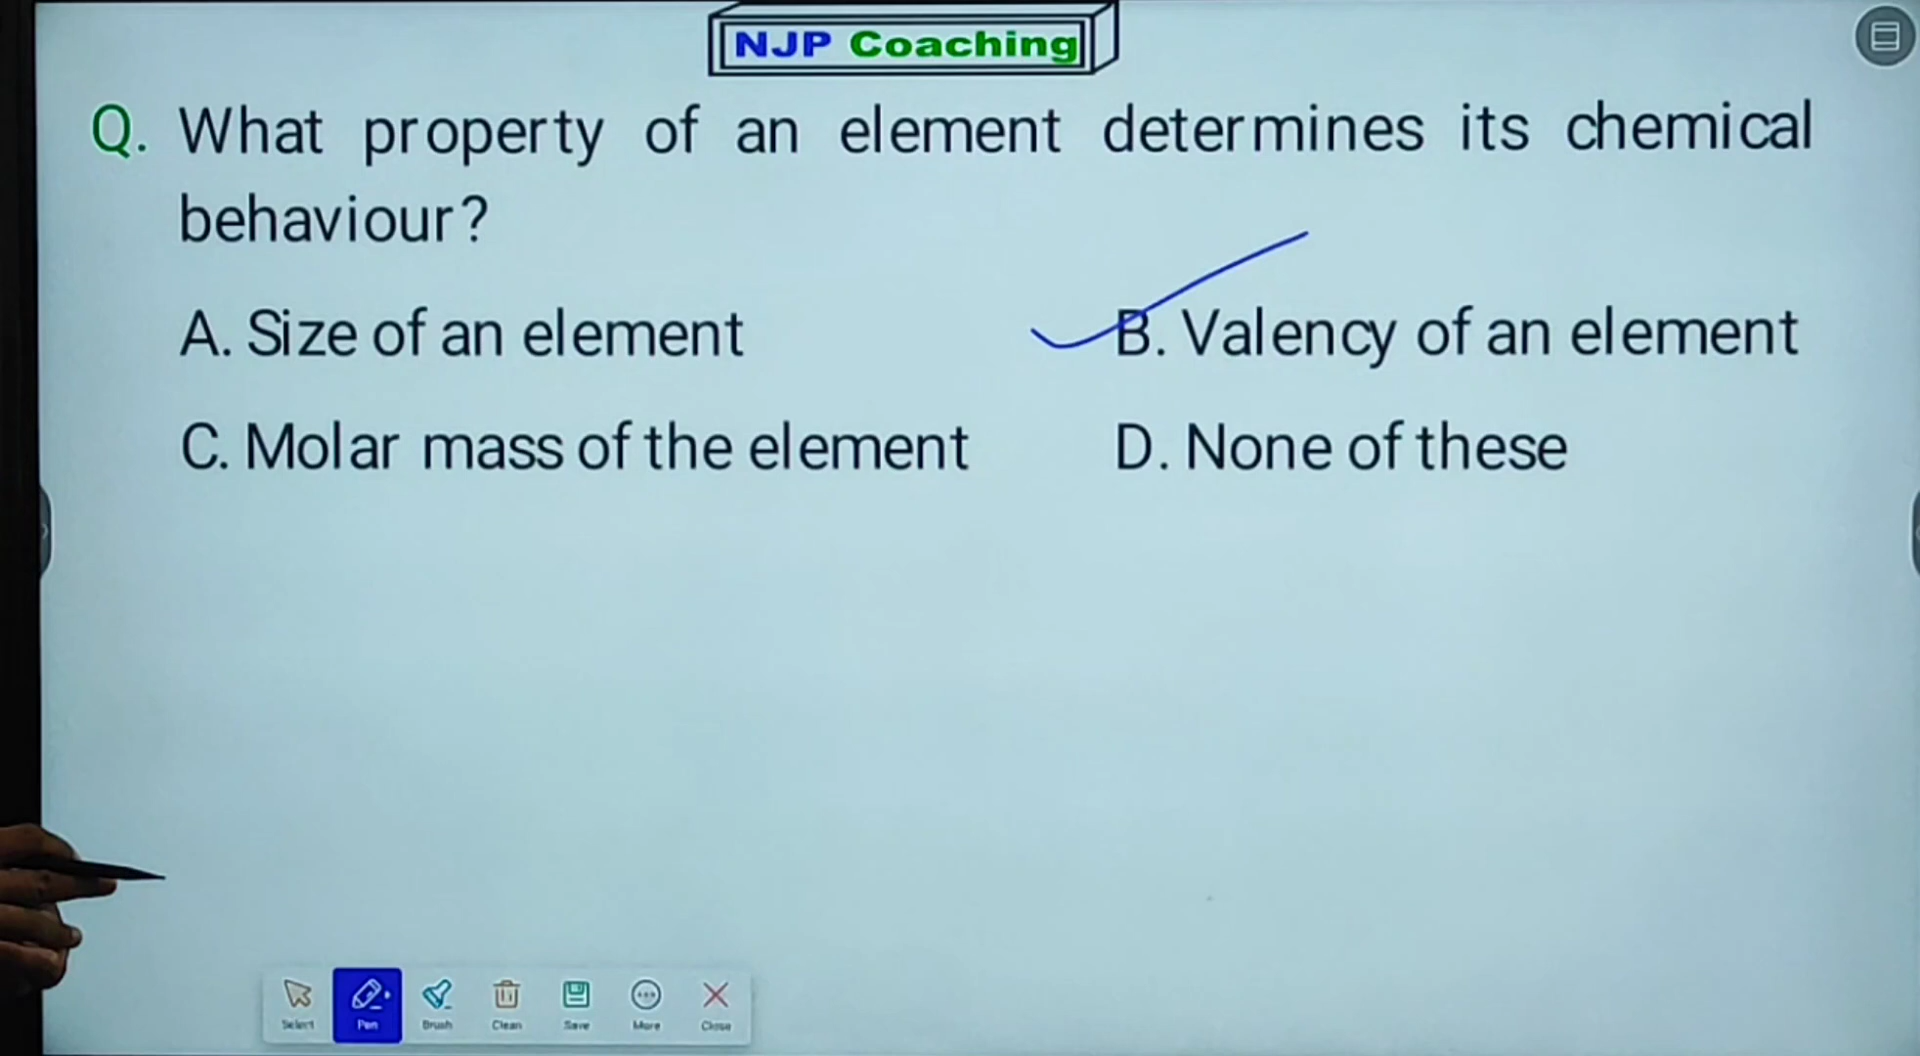 NJP Coaching
Q. What property of an element determines its chemical
behaviour?
A. Size of an element
B. Valency of an element
C. Molar mass of the element
D. None of these
Select Pen Brush Clean Save More Close